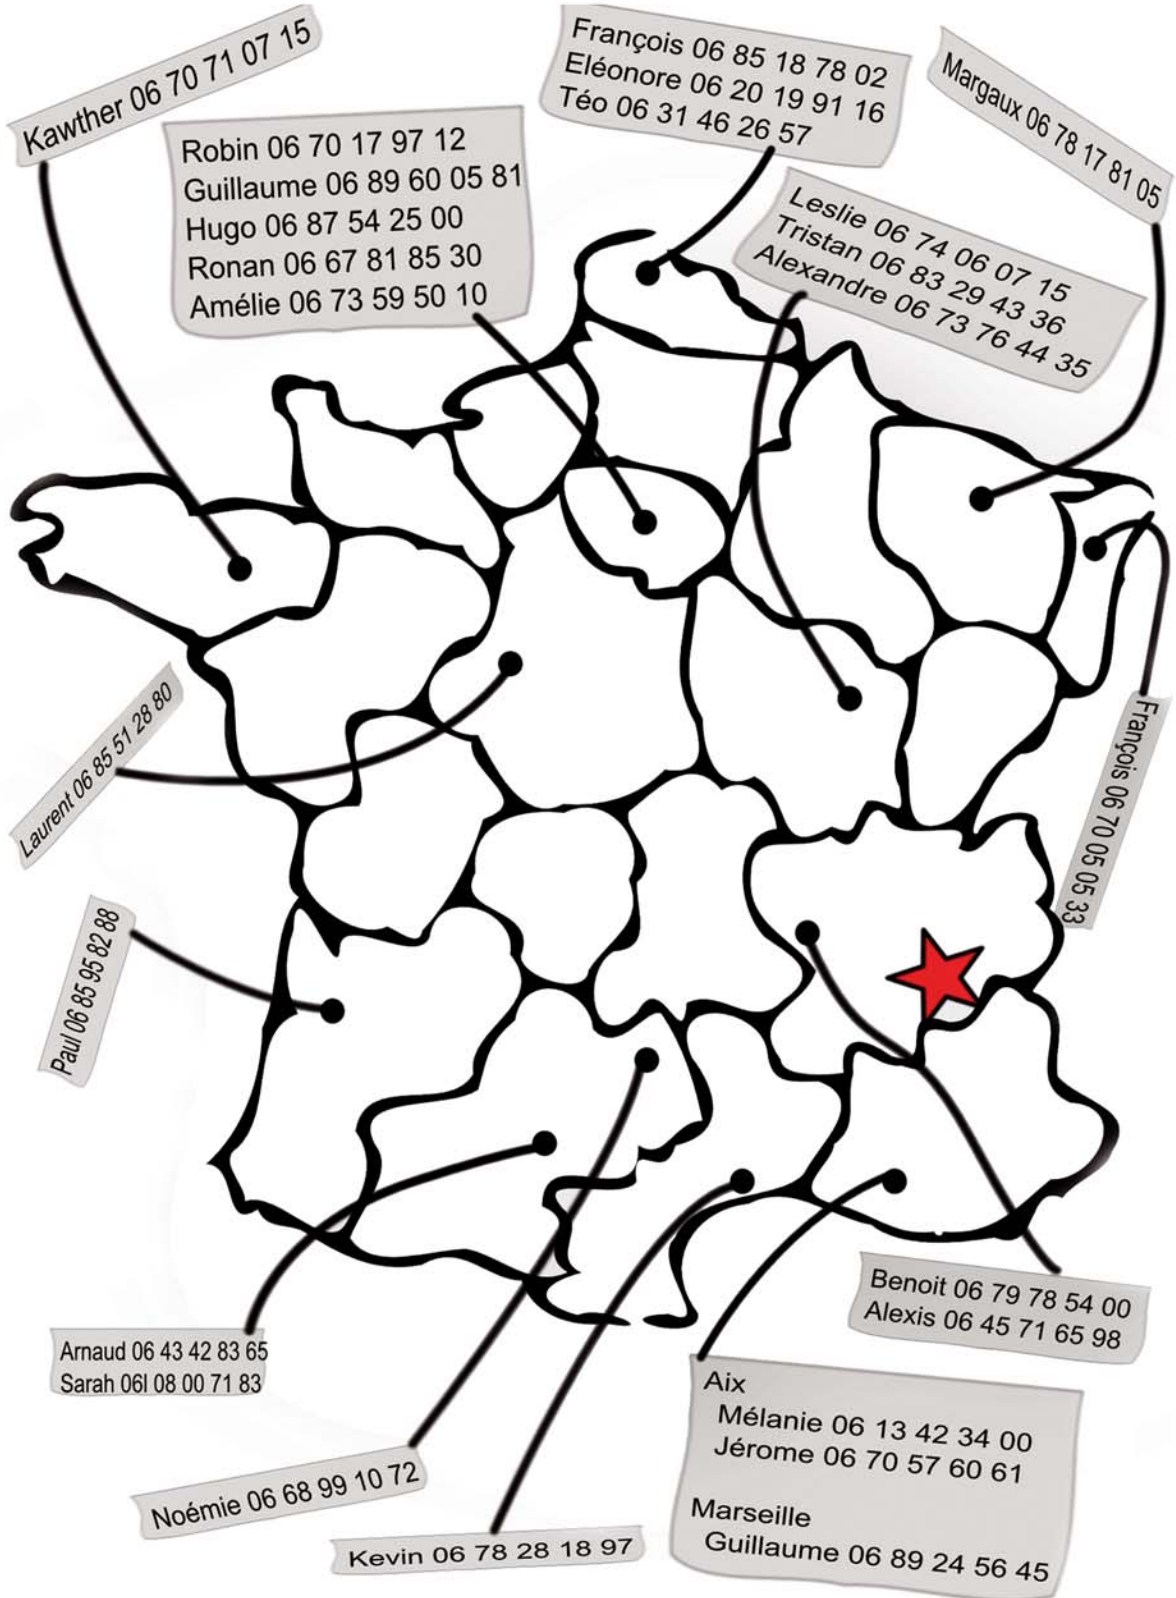 Kawther 06 70 71 07 15
Robin 06 70 17 97 12
Guillaume 06 89 60 05 81
Hugo 06 87 54 25 00
Ronan 06 67 81 85 30
Amélie 06 73 59 50 10
François 06 85 18 78 02
Eléonore 06 20 19 91 16
Téo 06 31 46 26 57
Margaux 06 78 17 81 05
Leslie 06 74 06 07 15
Tristan 06 83 29 43 36
Alexandre 06 73 76 44 35
Laurent 06 85 51 28 80
François 06 70 05 05 33
Paul 06 85 95 82 88
Benoit 06 79 78 54 00
Alexis 06 45 71 65 98
Arnaud 06 43 42 83 65
Sarah 06l 08 00 71 83
Aix
Mélanie 06 13 42 34 00
Jérome 06 70 57 60 61
Marseille
Guillaume 06 89 24 56 45
Noémie 06 68 99 10 72
Kevin 06 78 28 18 97